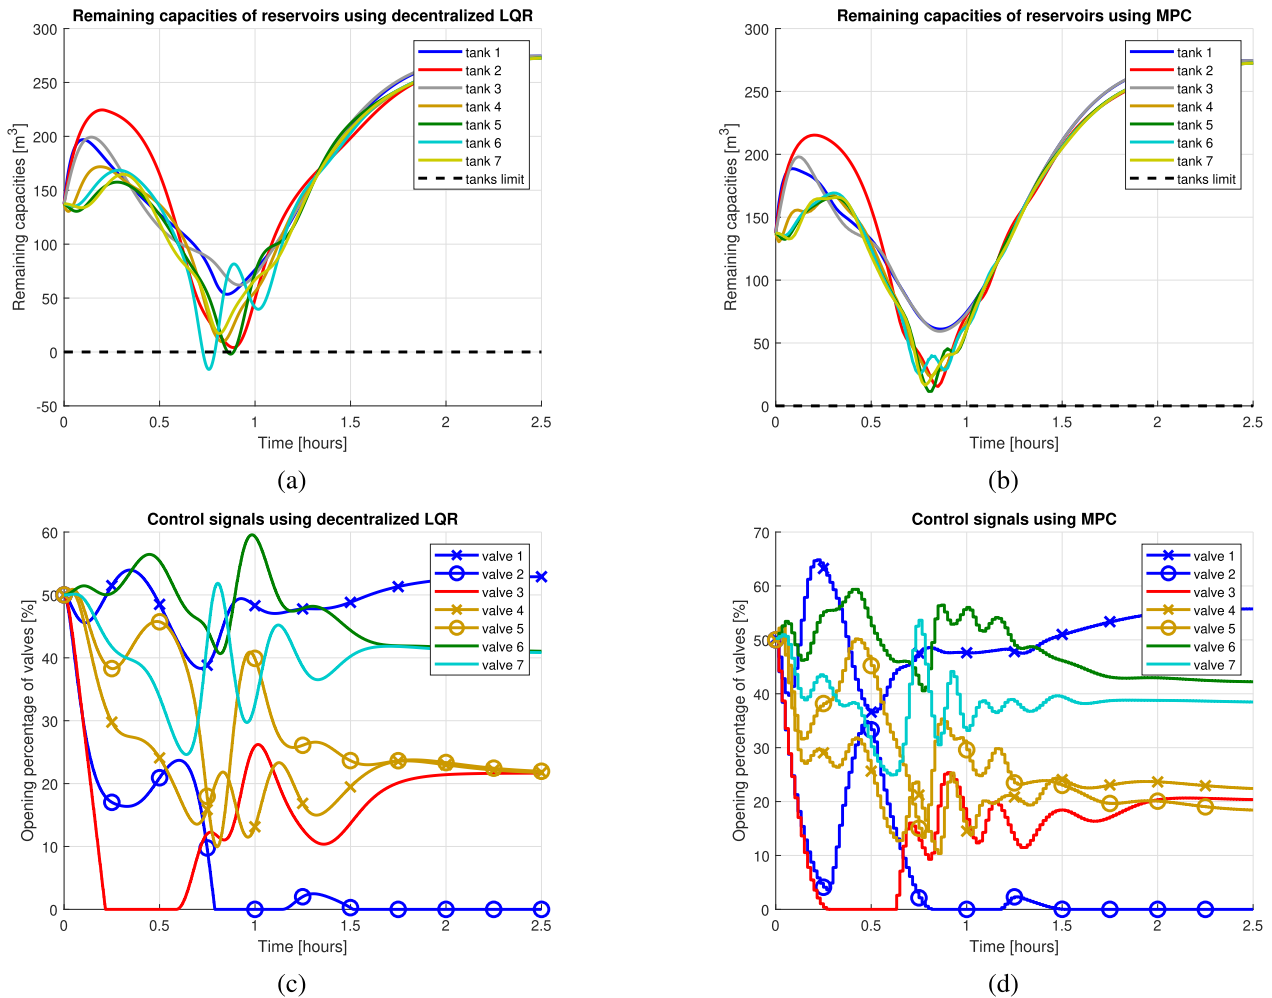 Remaining capacities of reservoirs using decentralized LQR
300
250
200
150
100
50
0
-50
Remaining capacities [m³]
0 0.5 1 1.5 2 2.5
Time [hours]
tank 1
tank 2
tank 3
tank 4
tank 5
tank 6
tank 7
tanks limit
(a)
Remaining capacities of reservoirs using MPC
300
250
200
150
100
50
0
Remaining capacities [m³]
0 0.5 1 1.5 2 2.5
Time [hours]
tank 1
tank 2
tank 3
tank 4
tank 5
tank 6
tank 7
tanks limit
(b)
Control signals using decentralized LQR
60
50
40
30
20
10
0
Opening percentage of valves [%]
0 0.5 1 1.5 2 2.5
Time [hours]
valve 1
valve 2
valve 3
valve 4
valve 5
valve 6
valve 7
(c)
Control signals using MPC
70
60
50
40
30
20
10
0
Opening percentage of valves [%]
0 0.5 1 1.5 2 2.5
Time [hours]
valve 1
valve 2
valve 3
valve 4
valve 5
valve 6
valve 7
(d)